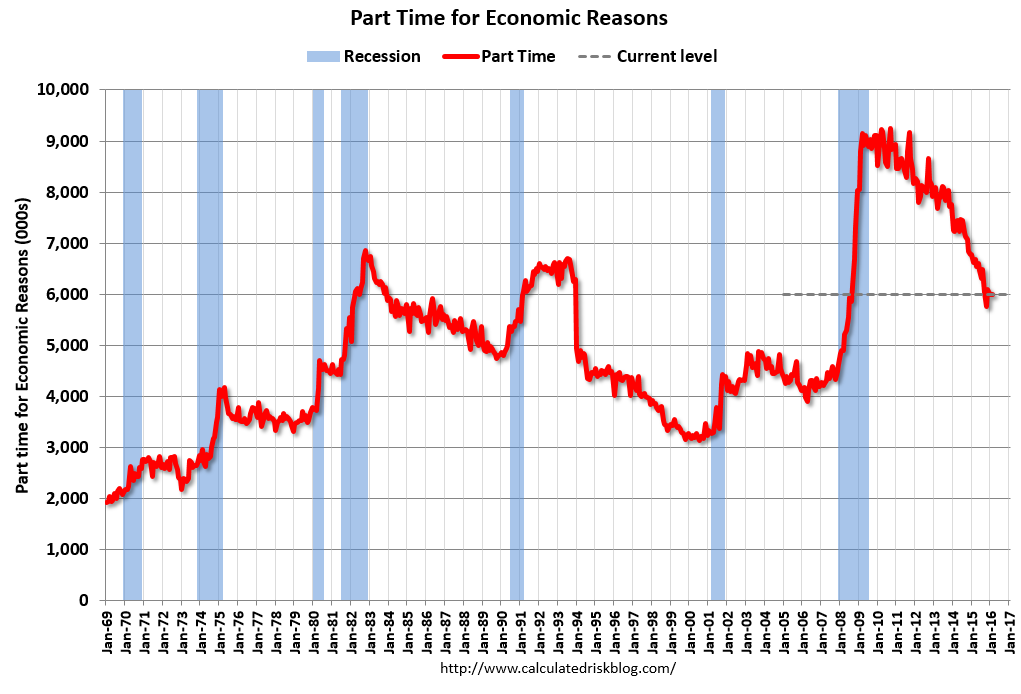 Part Time for Economic Reasons
Recession Part Time Current level
Part time for Economic Reasons (000s)
10,000
9,000
8,000
7,000
6,000
5,000
4,000
3,000
2,000
1,000
0
Jan-69
Jan-70
Jan-71
Jan-72
Jan-73
Jan-74
Jan-75
Jan-76
Jan-77
Jan-78
Jan-79
Jan-80
Jan-81
Jan-82
Jan-83
Jan-84
Jan-85
Jan-86
Jan-87
Jan-88
Jan-89
Jan-90
Jan-91
Jan-92
Jan-93
Jan-94
Jan-95
Jan-96
Jan-97
Jan-98
Jan-99
Jan-00
Jan-01
Jan-02
Jan-03
Jan-04
Jan-05
Jan-06
Jan-07
Jan-08
Jan-09
Jan-10
Jan-11
Jan-12
Jan-13
Jan-14
Jan-15
Jan-16
Jan-17
http://www.calculatedriskblog.com/